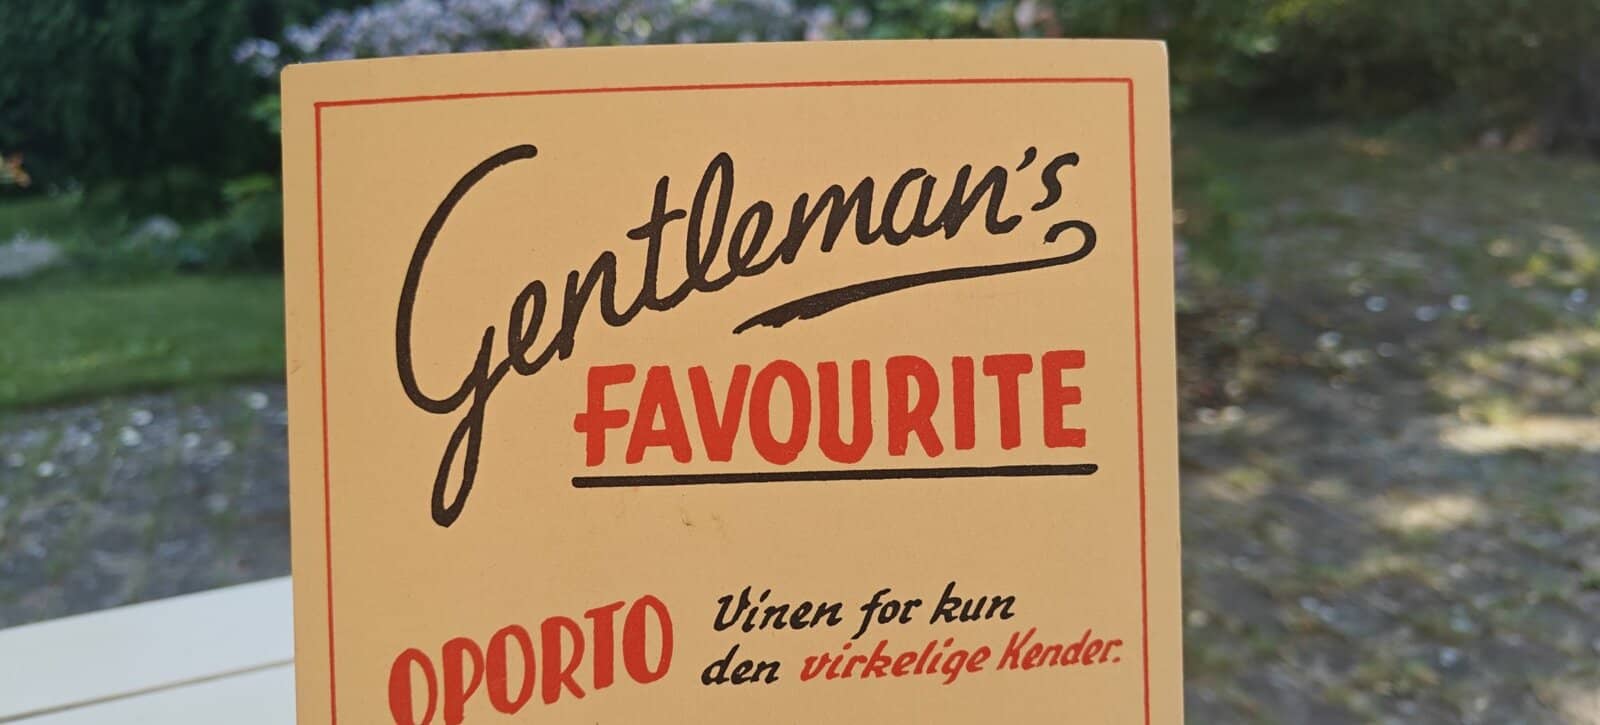 Gentleman's
FAVOURITE
OPORTO
Vinen for kun
den virkelige Kender.